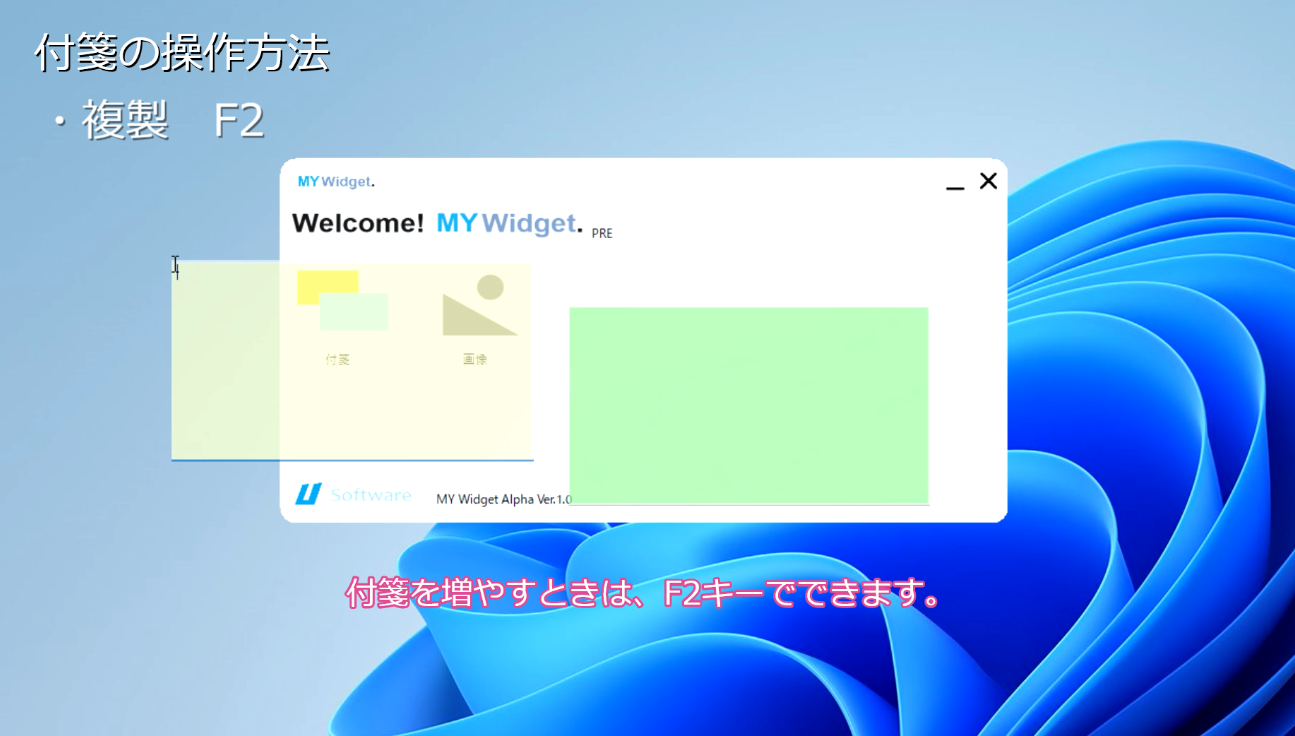 付箋の操作方法
・複製　F2
MY Widget.
Welcome! MY Widget. PRE
付箋　画像
Software　MY Widget Alpha Ver.1.0
付箋を増やすときは、F2キーでできます。